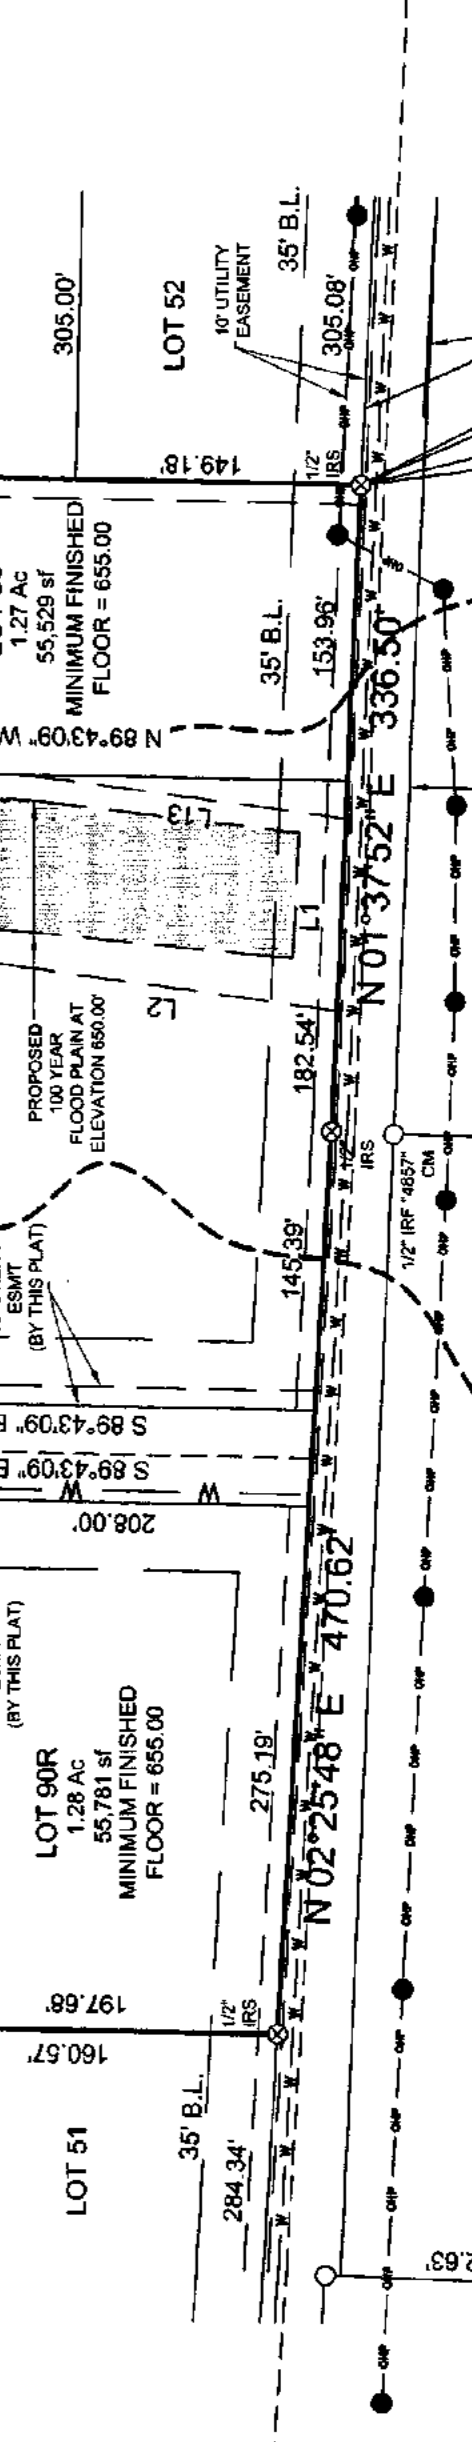 305.00'
LOT 52
10' UTILITY
EASEMENT
35' B.L.
305.08'
OHP
W
149.18'
1/2"
IRS
1.27 Ac
55,529 sf
MINIMUM FINISHED
FLOOR = 655.00
35' B.L.
153.96'
N 89°43'09" W
N 01°37'52" E 336.50'
L13
L1
L2
PROPOSED
100 YEAR
FLOOD PLAIN AT
ELEVATION 650.00'
182.54'
1/2"
IRS
1/2" IRF "4857"
CM
ESMT
(BY THIS PLAT)
145.39'
S 89°43'09" E
S 89°43'09" E
W W
208.00'
(BY THIS PLAT)
LOT 90R
1.28 Ac
55,781 sf
MINIMUM FINISHED
FLOOR = 655.00
275.19'
N 02°25'48" E 470.62'
197.68'
160.57'
1/2"
IRS
LOT 51
35' B.L.
284.34'
2.63'